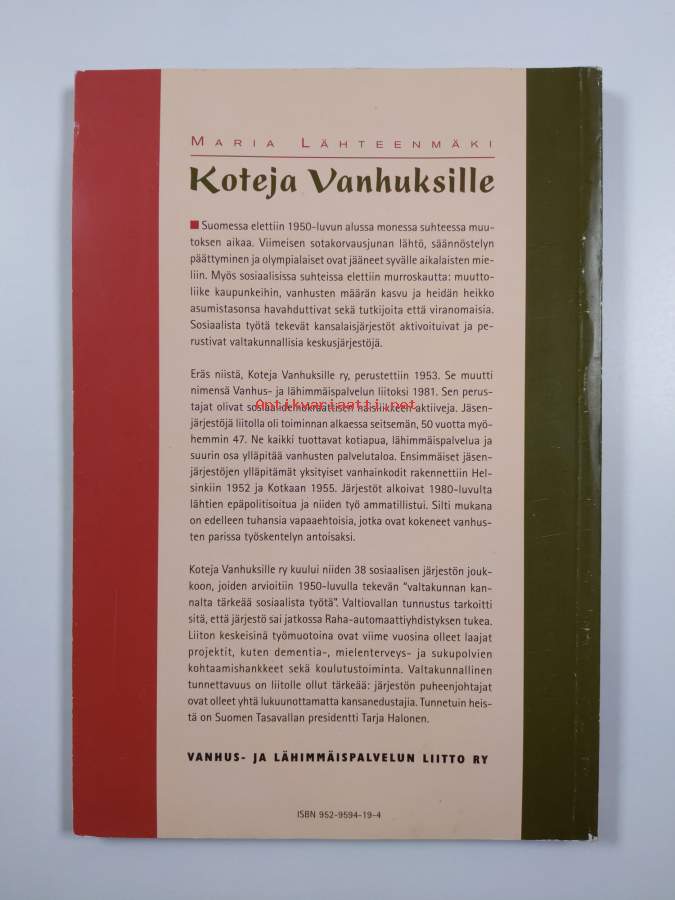 MARIA LÄHTEENMÄKI
Koteja Vanhuksille
Suomessa elettiin 1950-luvun alussa monessa suhteessa muu-
toksen aikaa. Viimeisen sotakorvausjunan lähtö, säännöstelyn
päättyminen ja olympialaiset ovat jääneet syvälle aikalaisten mie-
liin. Myös sosiaalisissa suhteissa elettiin murroskautta: muutto-
liike kaupunkeihin, vanhusten määrän kasvu ja heidän heikko
asumistasonsa havahduttivat sekä tutkijoita että viranomaisia.
Sosiaalista työtä tekevät kansalaisjärjestöt aktivoituivat ja pe-
rustivat valtakunnallisia keskusjärjestöjä.
Eräs niistä, Koteja Vanhuksille ry, perustettiin 1953. Se muutti
nimensä Vanhus- ja lähimmäispalvelun liitoksi 1981. Sen perus-
tajat olivat sosiaalidemokraattisen naisliikkeen aktiiveja. Jäsen-
Antikvariaatti.net
järjestöjä liitolla oli toiminnan alkaessa seitsemän, 50 vuotta myö-
hemmin 47. Ne kaikki tuottavat kotiapua, lähimmäispalvelua ja
suurin osa ylläpitää vanhusten palvelutaloa. Ensimmäiset jäsen-
järjestöjen ylläpitämät yksityiset vanhainkodit rakennettiin Hel-
sinkiin 1952 ja Kotkaan 1955. Järjestöt alkoivat 1980-luvulta
lähtien epäpolitisoitua ja niiden työ ammatillistui. Silti mukana
on edelleen tuhansia vapaaehtoisia, jotka ovat kokeneet vanhus-
ten parissa työskentelyn antoisaksi.
Koteja Vanhuksille ry kuului niiden 38 sosiaalisen järjestön jouk-
koon, joiden arvioitiin 1950-luvulla tekevän "valtakunnan kan-
nalta tärkeää sosiaalista työtä". Valtiovallan tunnustus tarkoitti
sitä, että järjestö sai jatkossa Raha-automaattiyhdistyksen tukea.
Liiton keskeisinä työmuotoina ovat viime vuosina olleet laajat
projektit, kuten dementia-, mielenterveys- ja sukupolvien
kohtaamishankkeet sekä koulutustoiminta. Valtakunnallinen
tunnettavuus on liitolle ollut tärkeää: järjestön puheenjohtajat
ovat olleet yhtä lukuunottamatta kansanedustajia. Tunnetuin heis-
tä on Suomen Tasavallan presidentti Tarja Halonen.
VANHUS- JA LÄHIMMÄISPALVELUN LIITTO RY
ISBN 952-9594-19-4